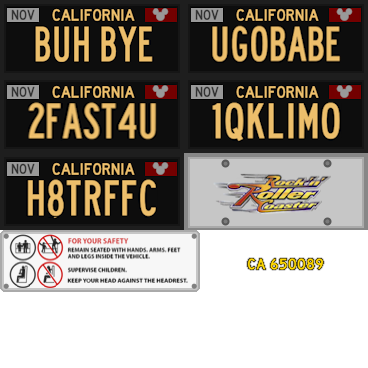 NOV CALIFORNIA
BUH BYE
NOV CALIFORNIA
UGOBABE
NOV CALIFORNIA
2FAST4U
NOV CALIFORNIA
1QKLIMO
NOV CALIFORNIA
H8TRFFC
Rockin'
Roller
Coaster
FOR YOUR SAFETY
REMAIN SEATED WITH HANDS, ARMS, FEET
AND LEGS INSIDE THE VEHICLE.
SUPERVISE CHILDREN.
KEEP YOUR HEAD AGAINST THE HEADREST.
CA 650089